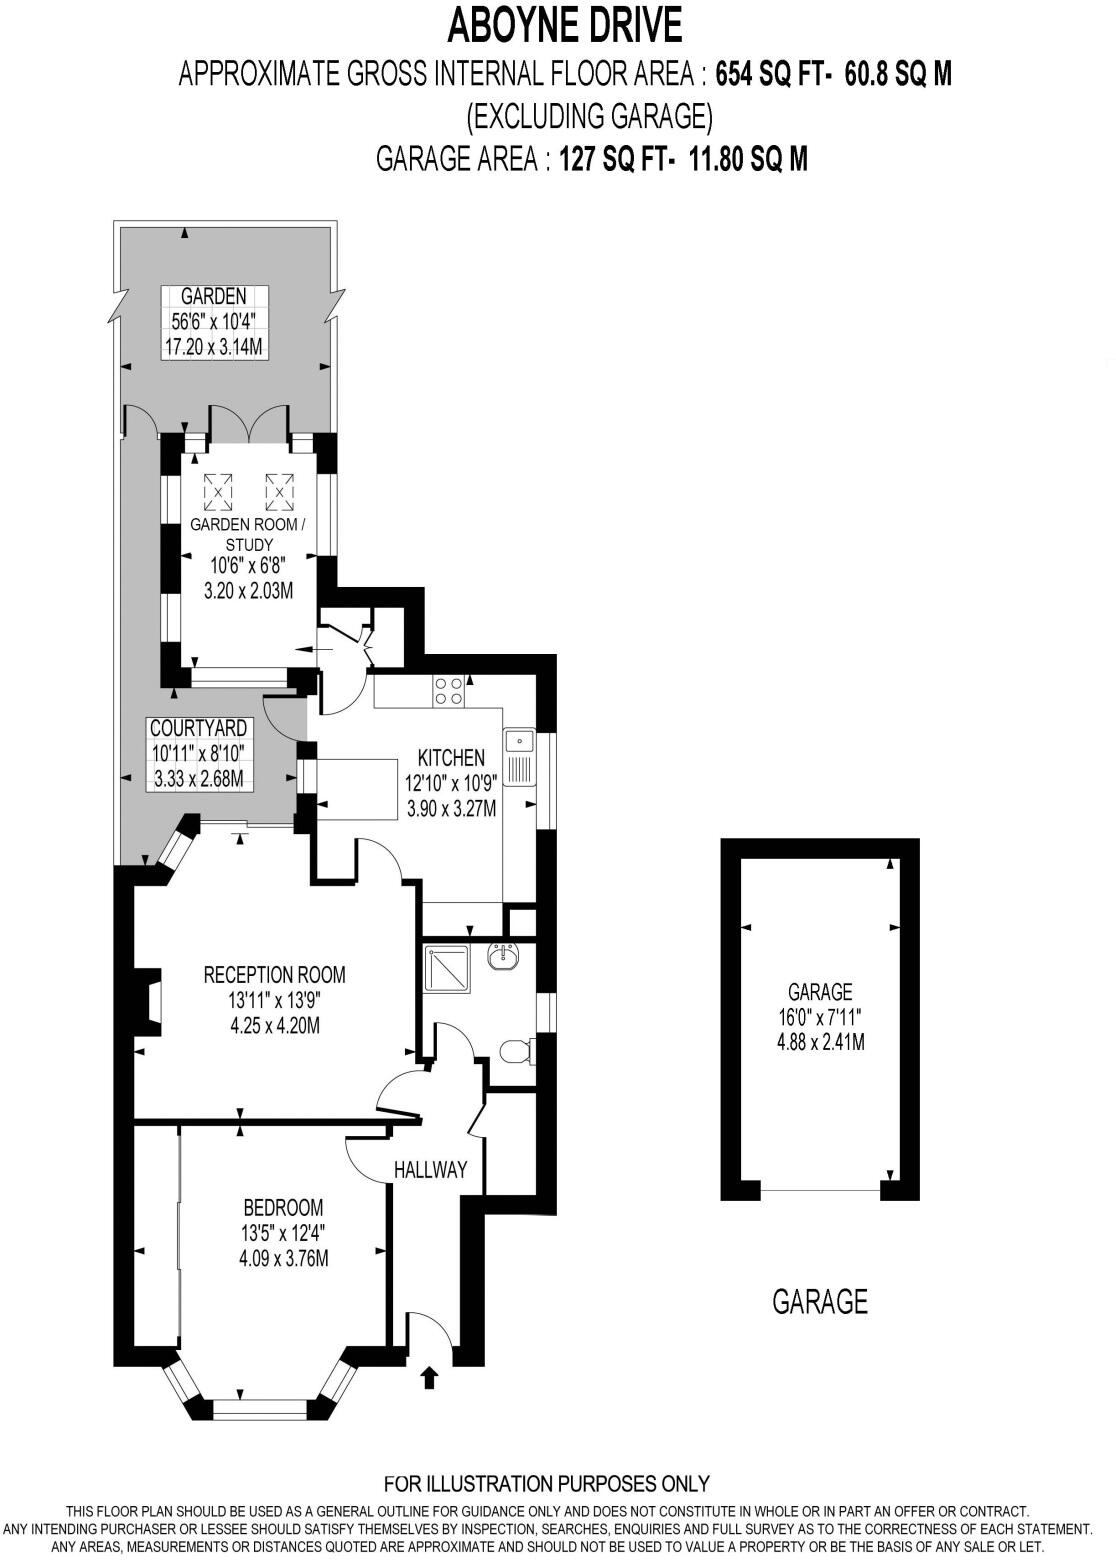 ABOYNE DRIVE
APPROXIMATE GROSS INTERNAL FLOOR AREA : 654 SQ FT- 60.8 SQ M
(EXCLUDING GARAGE)
GARAGE AREA : 127 SQ FT- 11.80 SQ M
GARDEN
56'6" x 10'4"
17.20 x 3.14M
GARDEN ROOM /
STUDY
10'6" x 6'8"
3.20 x 2.03M
COURTYARD
10'11" x 8'10"
3.33 x 2.68M
KITCHEN
12'10" x 10'9"
3.90 x 3.27M
RECEPTION ROOM
13'11" x 13'9"
4.25 x 4.20M
GARAGE
16'0" x 7'11"
4.88 x 2.41M
HALLWAY
BEDROOM
13'5" x 12'4"
4.09 x 3.76M
GARAGE
FOR ILLUSTRATION PURPOSES ONLY
THIS FLOOR PLAN SHOULD BE USED AS A GENERAL OUTLINE FOR GUIDANCE ONLY AND DOES NOT CONSTITUTE IN WHOLE OR IN PART AN OFFER OR CONTRACT.
ANY INTENDING PURCHASER OR LESSEE SHOULD SATISFY THEMSELVES BY INSPECTION, SEARCHES, ENQUIRIES AND FULL SURVEY AS TO THE CORRECTNESS OF EACH STATEMENT.
ANY AREAS, MEASUREMENTS OR DISTANCES QUOTED ARE APPROXIMATE AND SHOULD NOT BE USED TO VALUE A PROPERTY OR BE THE BASIS OF ANY SALE OR LET.